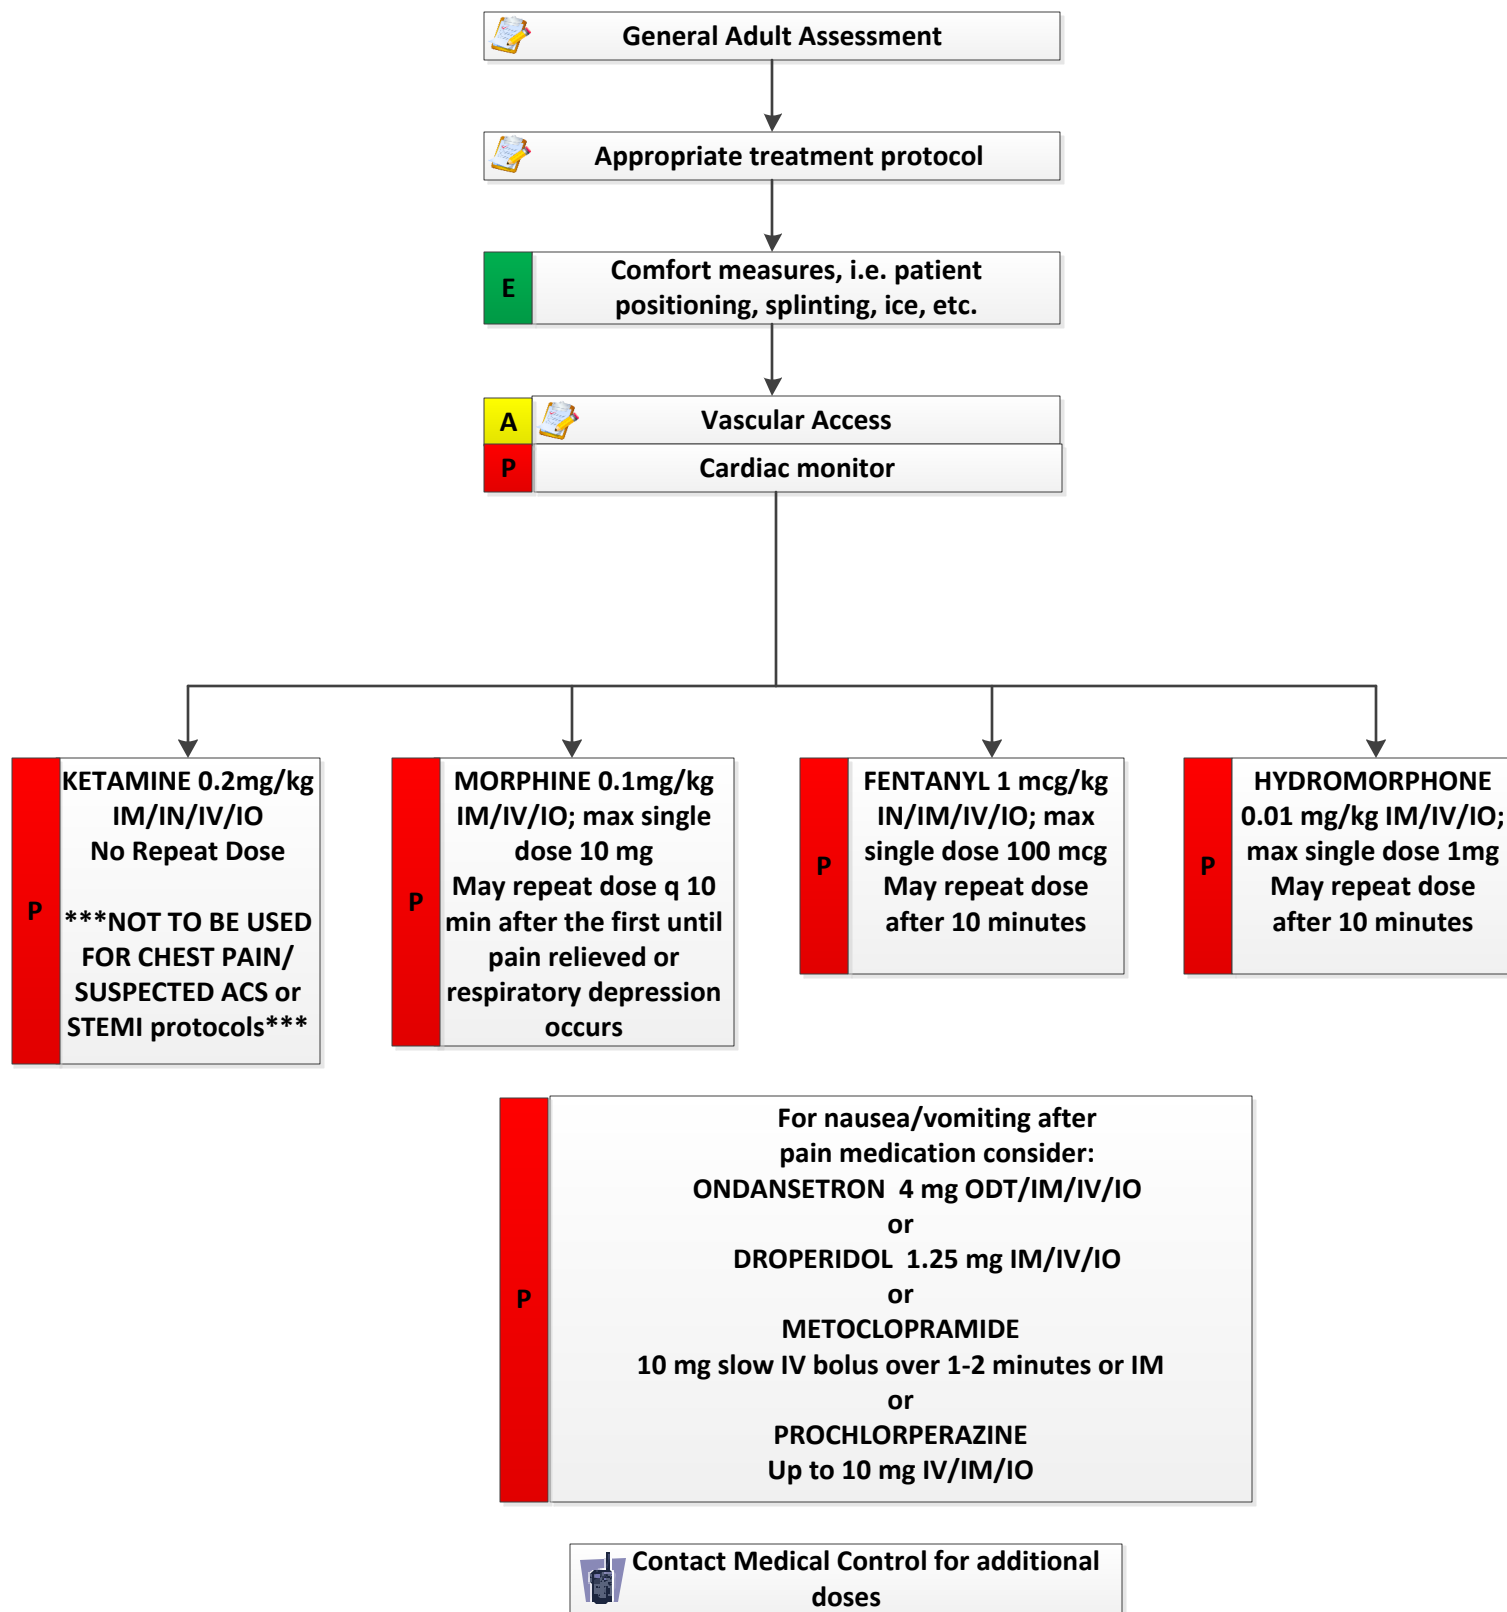 General Adult Assessment
Appropriate treatment protocol
E
Comfort measures, i.e. patient
positioning, splinting, ice, etc.
A
Vascular Access
P
Cardiac monitor
P
KETAMINE 0.2mg/kg
IM/IN/IV/IO
No Repeat Dose
***NOT TO BE USED
FOR CHEST PAIN/
SUSPECTED ACS or
STEMI protocols***
P
MORPHINE 0.1mg/kg
IM/IV/IO; max single
dose 10 mg
May repeat dose q 10
min after the first until
pain relieved or
respiratory depression
occurs
P
FENTANYL 1 mcg/kg
IN/IM/IV/IO; max
single dose 100 mcg
May repeat dose
after 10 minutes
P
HYDROMORPHONE
0.01 mg/kg IM/IV/IO;
max single dose 1mg
May repeat dose
after 10 minutes
P
For nausea/vomiting after
pain medication consider:
ONDANSETRON  4 mg ODT/IM/IV/IO
or
DROPERIDOL  1.25 mg IM/IV/IO
or
METOCLOPRAMIDE
10 mg slow IV bolus over 1-2 minutes or IM
or
PROCHLORPERAZINE
Up to 10 mg IV/IM/IO
Contact Medical Control for additional
doses